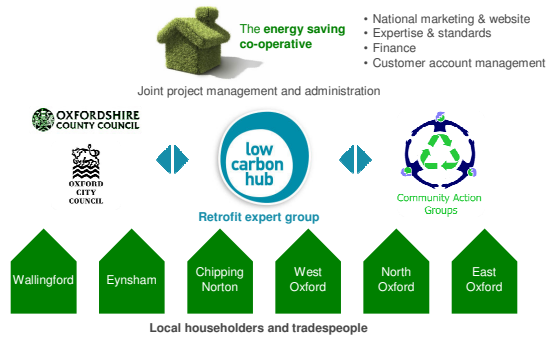 The energy saving
co-operative
• National marketing & website
• Expertise & standards
• Finance
• Customer account management
Joint project management and administration
OXFORDSHIRE
COUNTY COUNCIL
OXFORD
CITY
COUNCIL
low
carbon
hub
Community Action
Groups
Retrofit expert group
Wallingford
Eynsham
Chipping
Norton
West
Oxford
North
Oxford
East
Oxford
Local householders and tradespeople